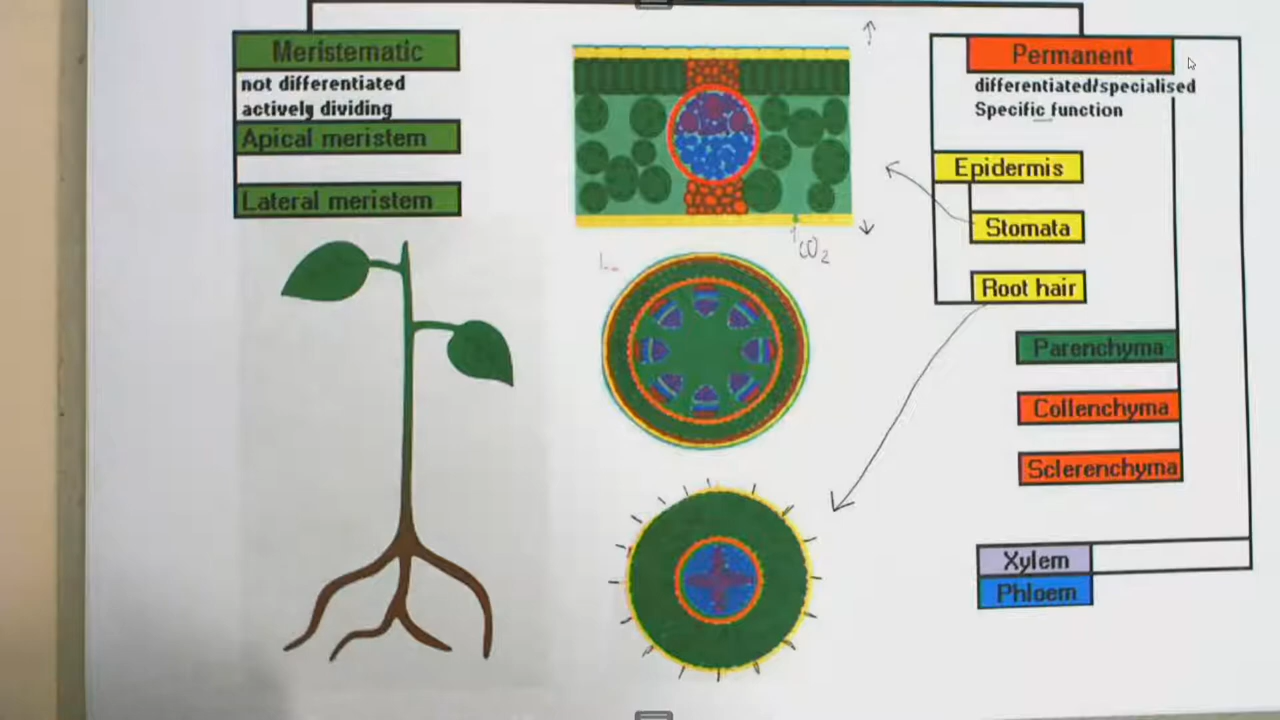 Meristematic
not differentiated
actively dividing
Apical meristem
Lateral meristem
CO2
Permanent
differentiated/specialised
Specific function
Epidermis
Stomata
Root hair
Parenchyma
Collenchyma
Sclerenchyma
Xylem
Phloem